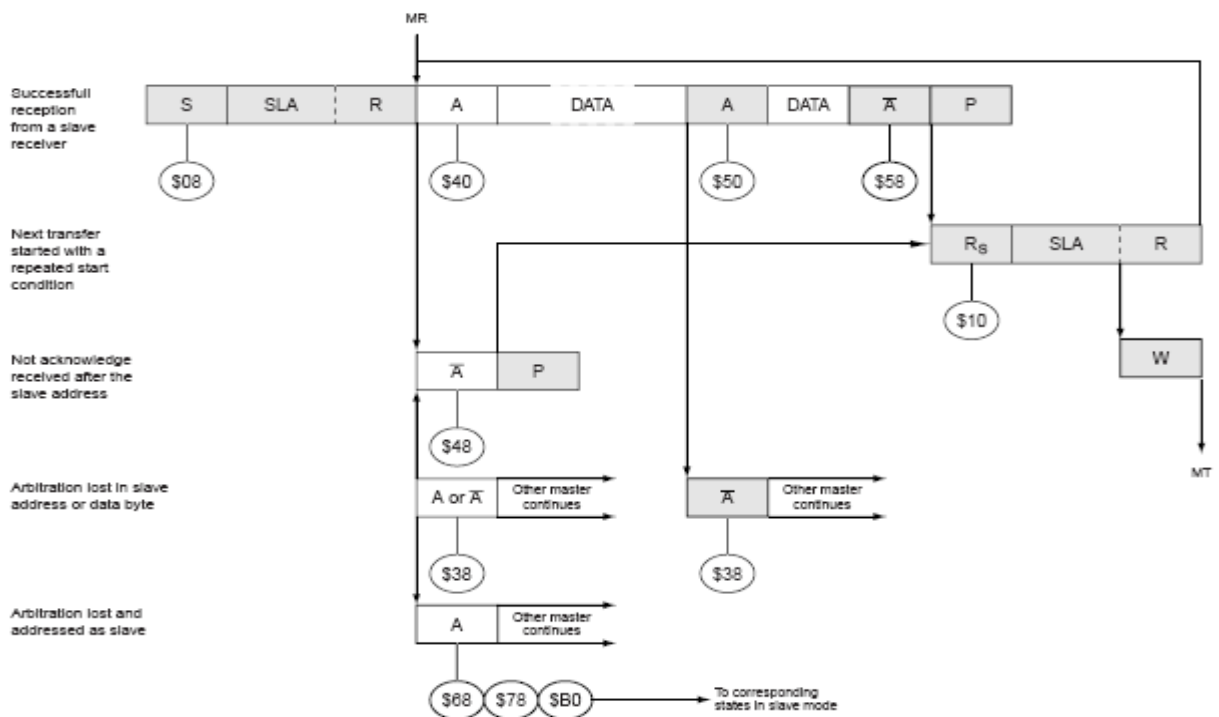 MR
Successfull
reception
from a slave
receiver
S SLA R A DATA A DATA A̅ P
$08 $40 $50 $58
Next transfer
started with a
repeated start
condition
RS SLA R
$10
Not acknowledge
received after the
slave address
A̅ P
W
$48
MT
Arbitration lost in slave
address or data byte
A or A̅
Other master
continues
A̅
Other master
continues
$38 $38
Arbitration lost and
addressed as slave
A
Other master
continues
$68 $78 $B0
To corresponding
states in slave mode